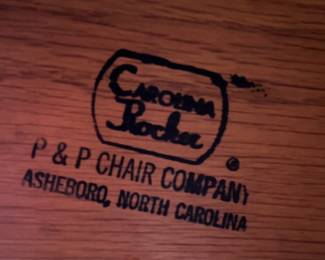 CAROLINA
Rocker
®
P & P CHAIR COMPANY
ASHEBORO, NORTH CAROLINA